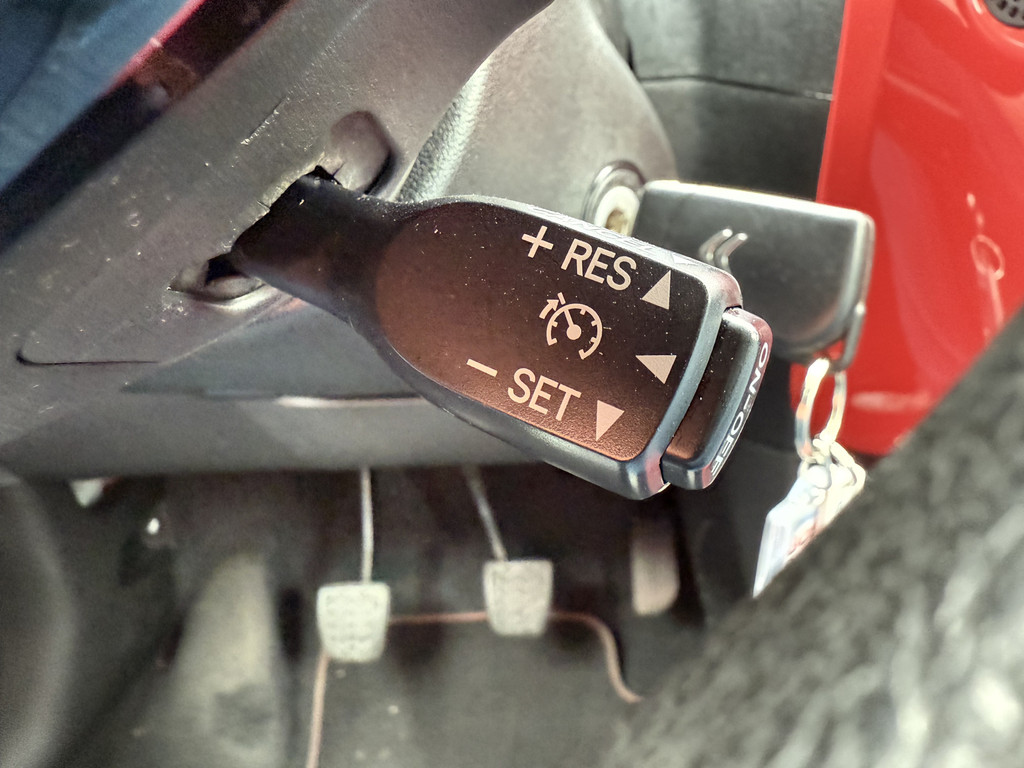 + RES
- SET
ON·OFF